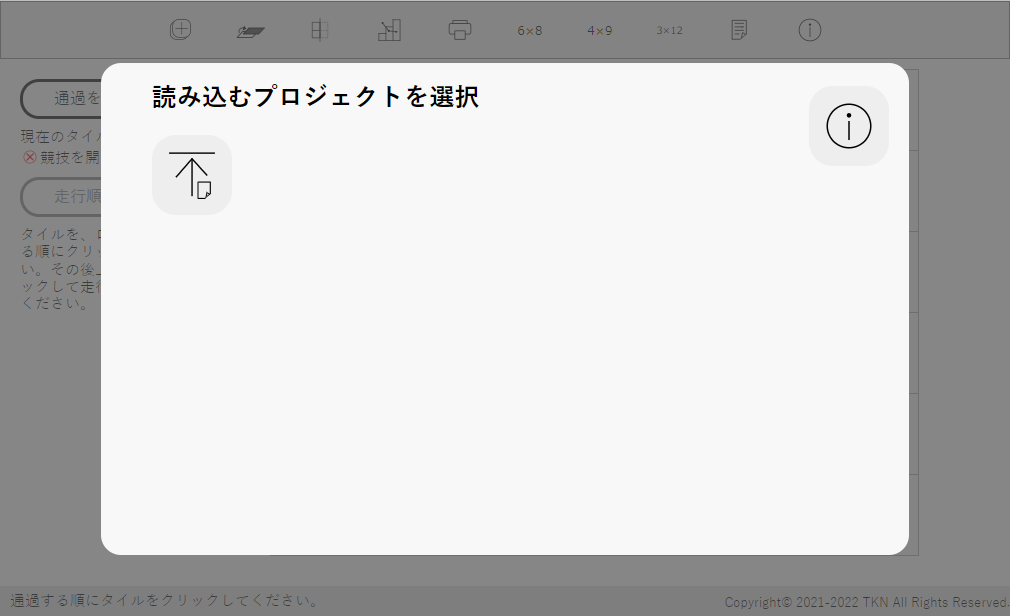 6×8
4×9
3×12
読み込むプロジェクトを選択
通過を
現在のタイ
競技を開
走行順
タイルを、
る順にクリ
い。その後
ックして走行
ください。
通過する順にタイルをクリックしてください。
Copyright© 2021-2022 TKN All Rights Reserved.